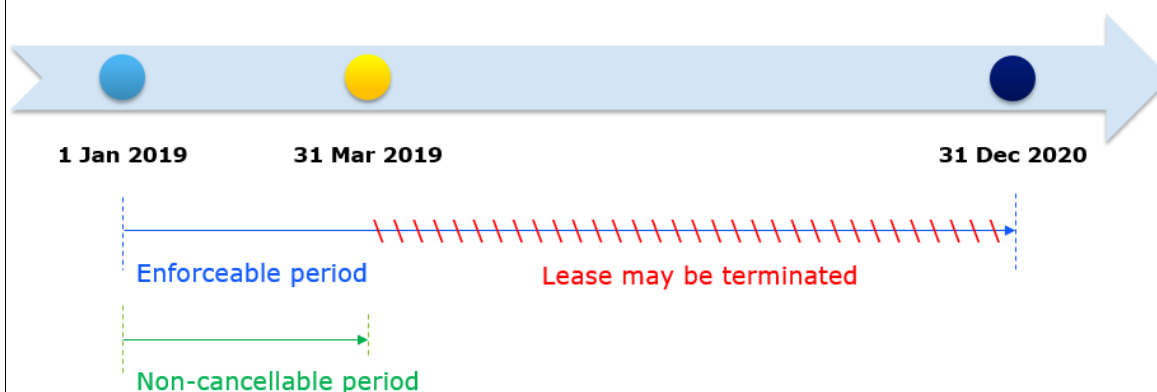 1 Jan 2019
31 Mar 2019
31 Dec 2020
Enforceable period
Lease may be terminated
Non-cancellable period